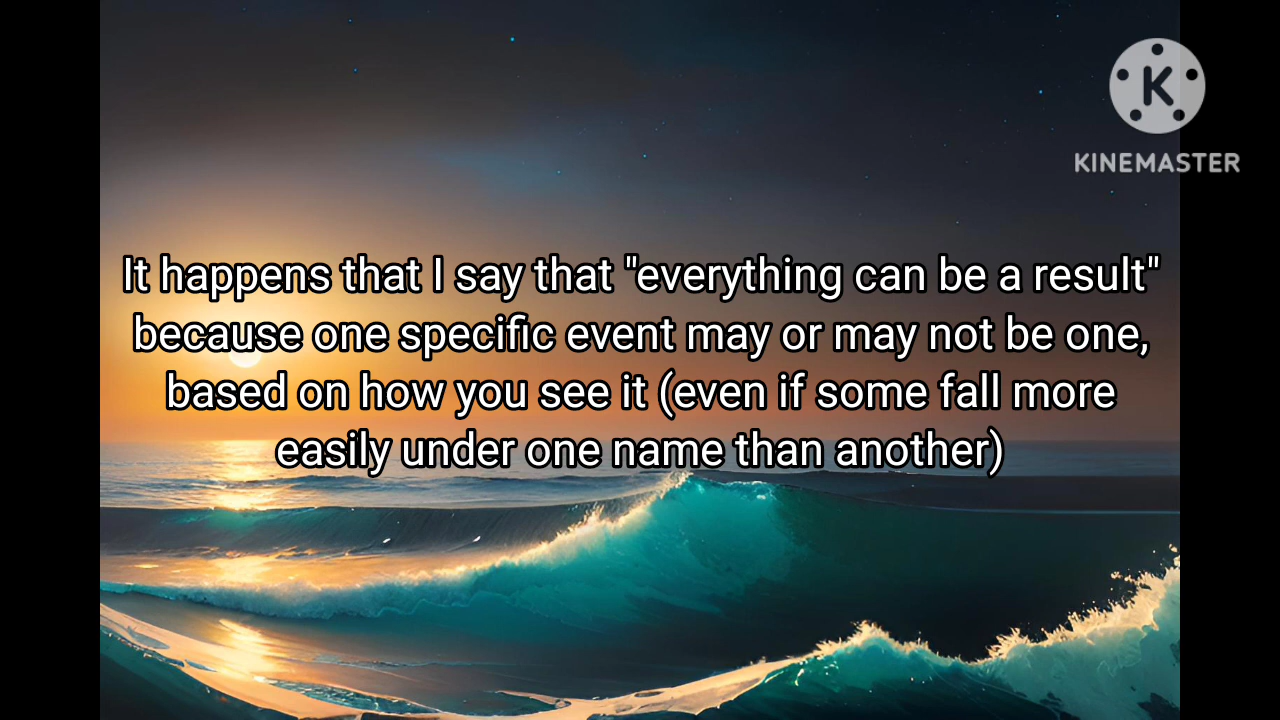 KINEMASTER
It happens that I say that "everything can be a result"
because one specific event may or may not be one,
based on how you see it (even if some fall more
easily under one name than another)